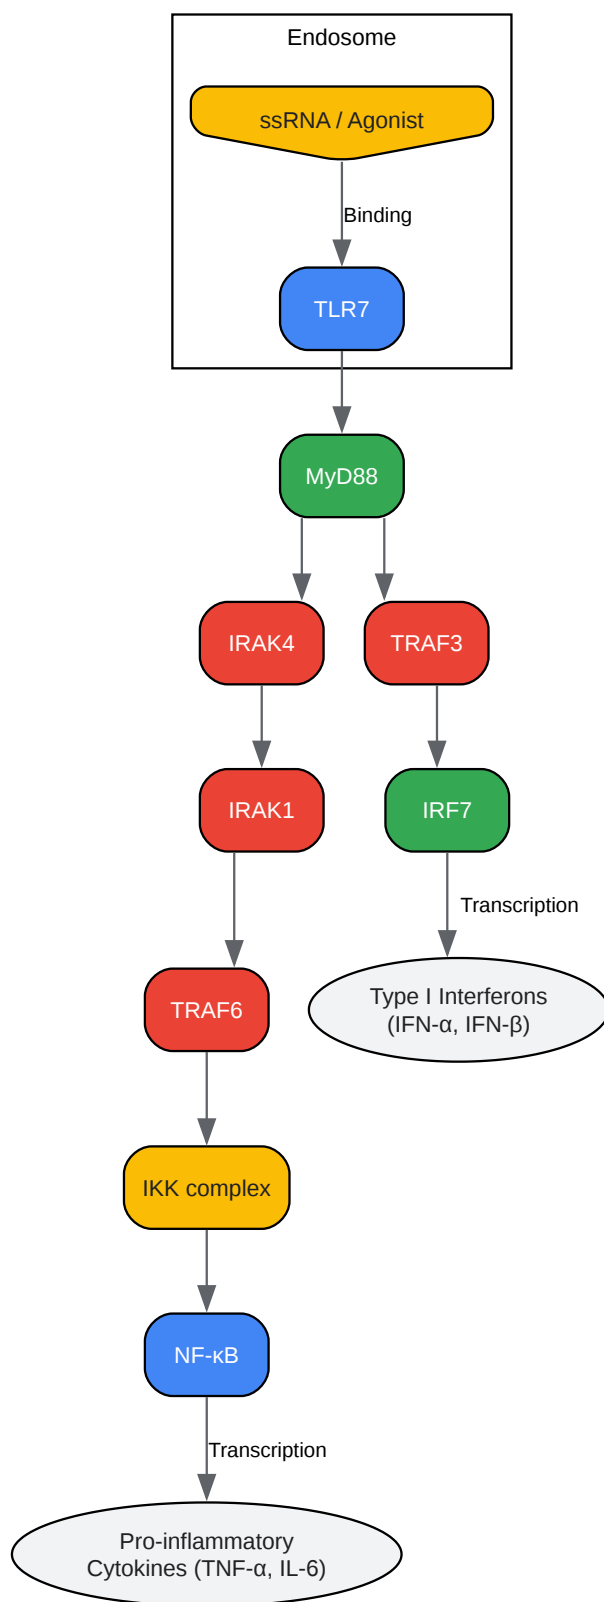 Endosome
ssRNA / Agonist
Binding
TLR7
MyD88
IRAK4
TRAF3
IRAK1
IRF7
Transcription
TRAF6
Type I Interferons
(IFN-α, IFN-β)
IKK complex
NF-κB
Transcription
Pro-inflammatory
Cytokines (TNF-α, IL-6)